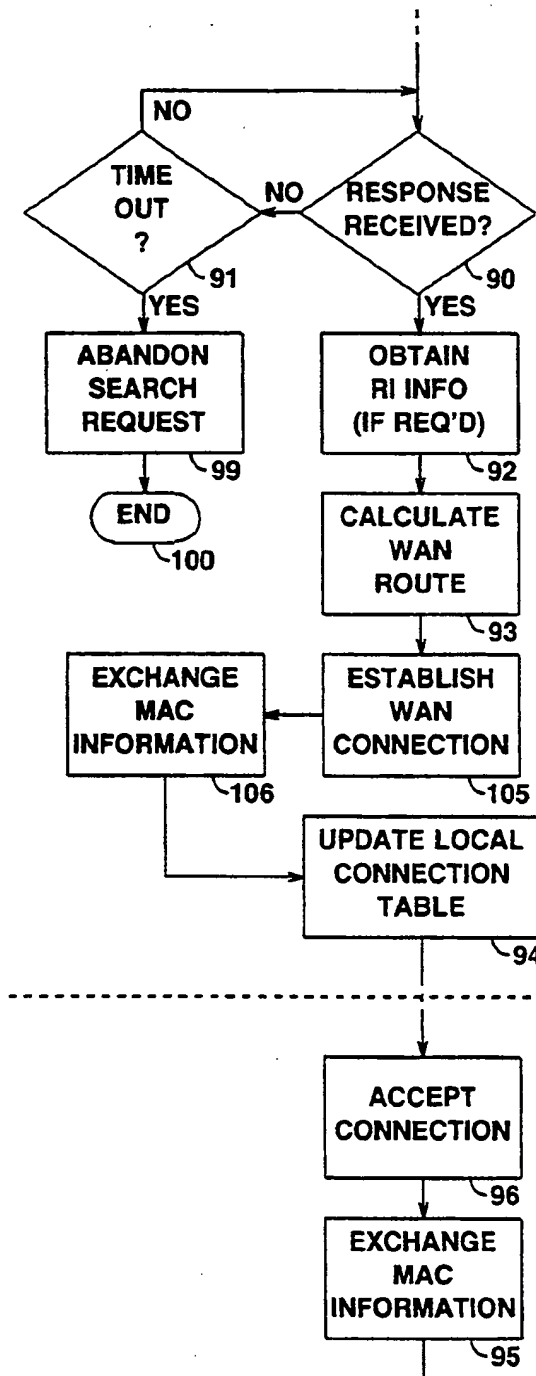 NO
TIME
OUT
?
91
NO
RESPONSE
RECEIVED?
90
YES
YES
ABANDON
SEARCH
REQUEST
99
OBTAIN
RI INFO
(IF REQ'D)
92
END
100
CALCULATE
WAN
ROUTE
93
EXCHANGE
MAC
INFORMATION
106
ESTABLISH
WAN
CONNECTION
105
UPDATE LOCAL
CONNECTION
TABLE
94
ACCEPT
CONNECTION
96
EXCHANGE
MAC
INFORMATION
95